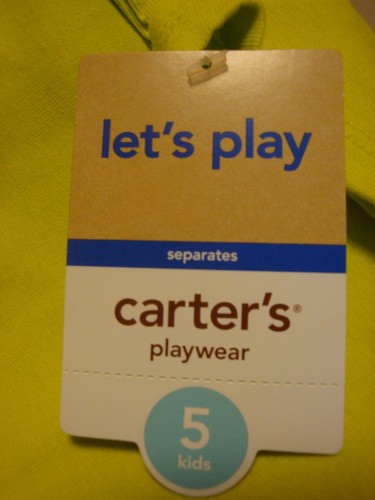 let's play
separates
carter's®
playwear
5
kids